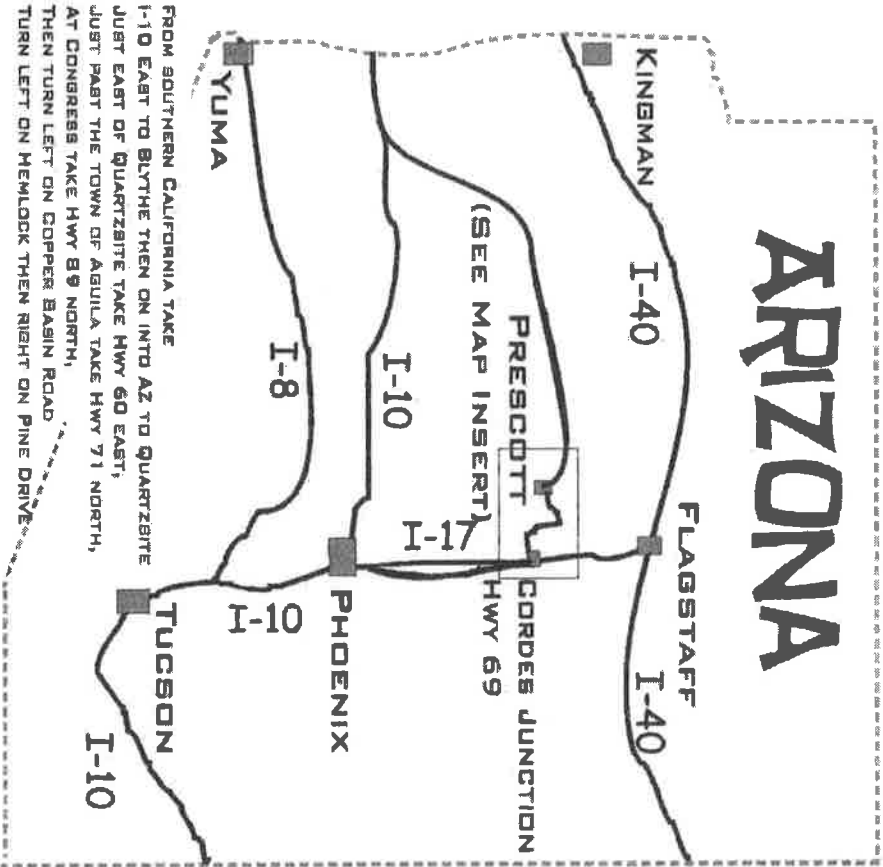 ARIZONA
KINGMAN
I-40
FLAGSTAFF
I-40
PRESCOTT
(SEE MAP INSERT)
CORDES JUNCTION
HWY 69
I-17
I-10
PHOENIX
YUMA
I-8
I-10
TUCSON
I-10
FROM SOUTHERN CALIFORNIA TAKE
I-10 EAST TO BLYTHE THEN ON INTO AZ TO QUARTZSITE
JUST EAST OF QUARTZSITE TAKE HWY 60 EAST,
JUST PAST THE TOWN OF AGUILA TAKE HWY 71 NORTH,
AT CONGRESS TAKE HWY 89 NORTH,
THEN TURN LEFT ON COPPER BASIN ROAD
TURN LEFT ON HEMLOCK THEN RIGHT ON PINE DRIVE